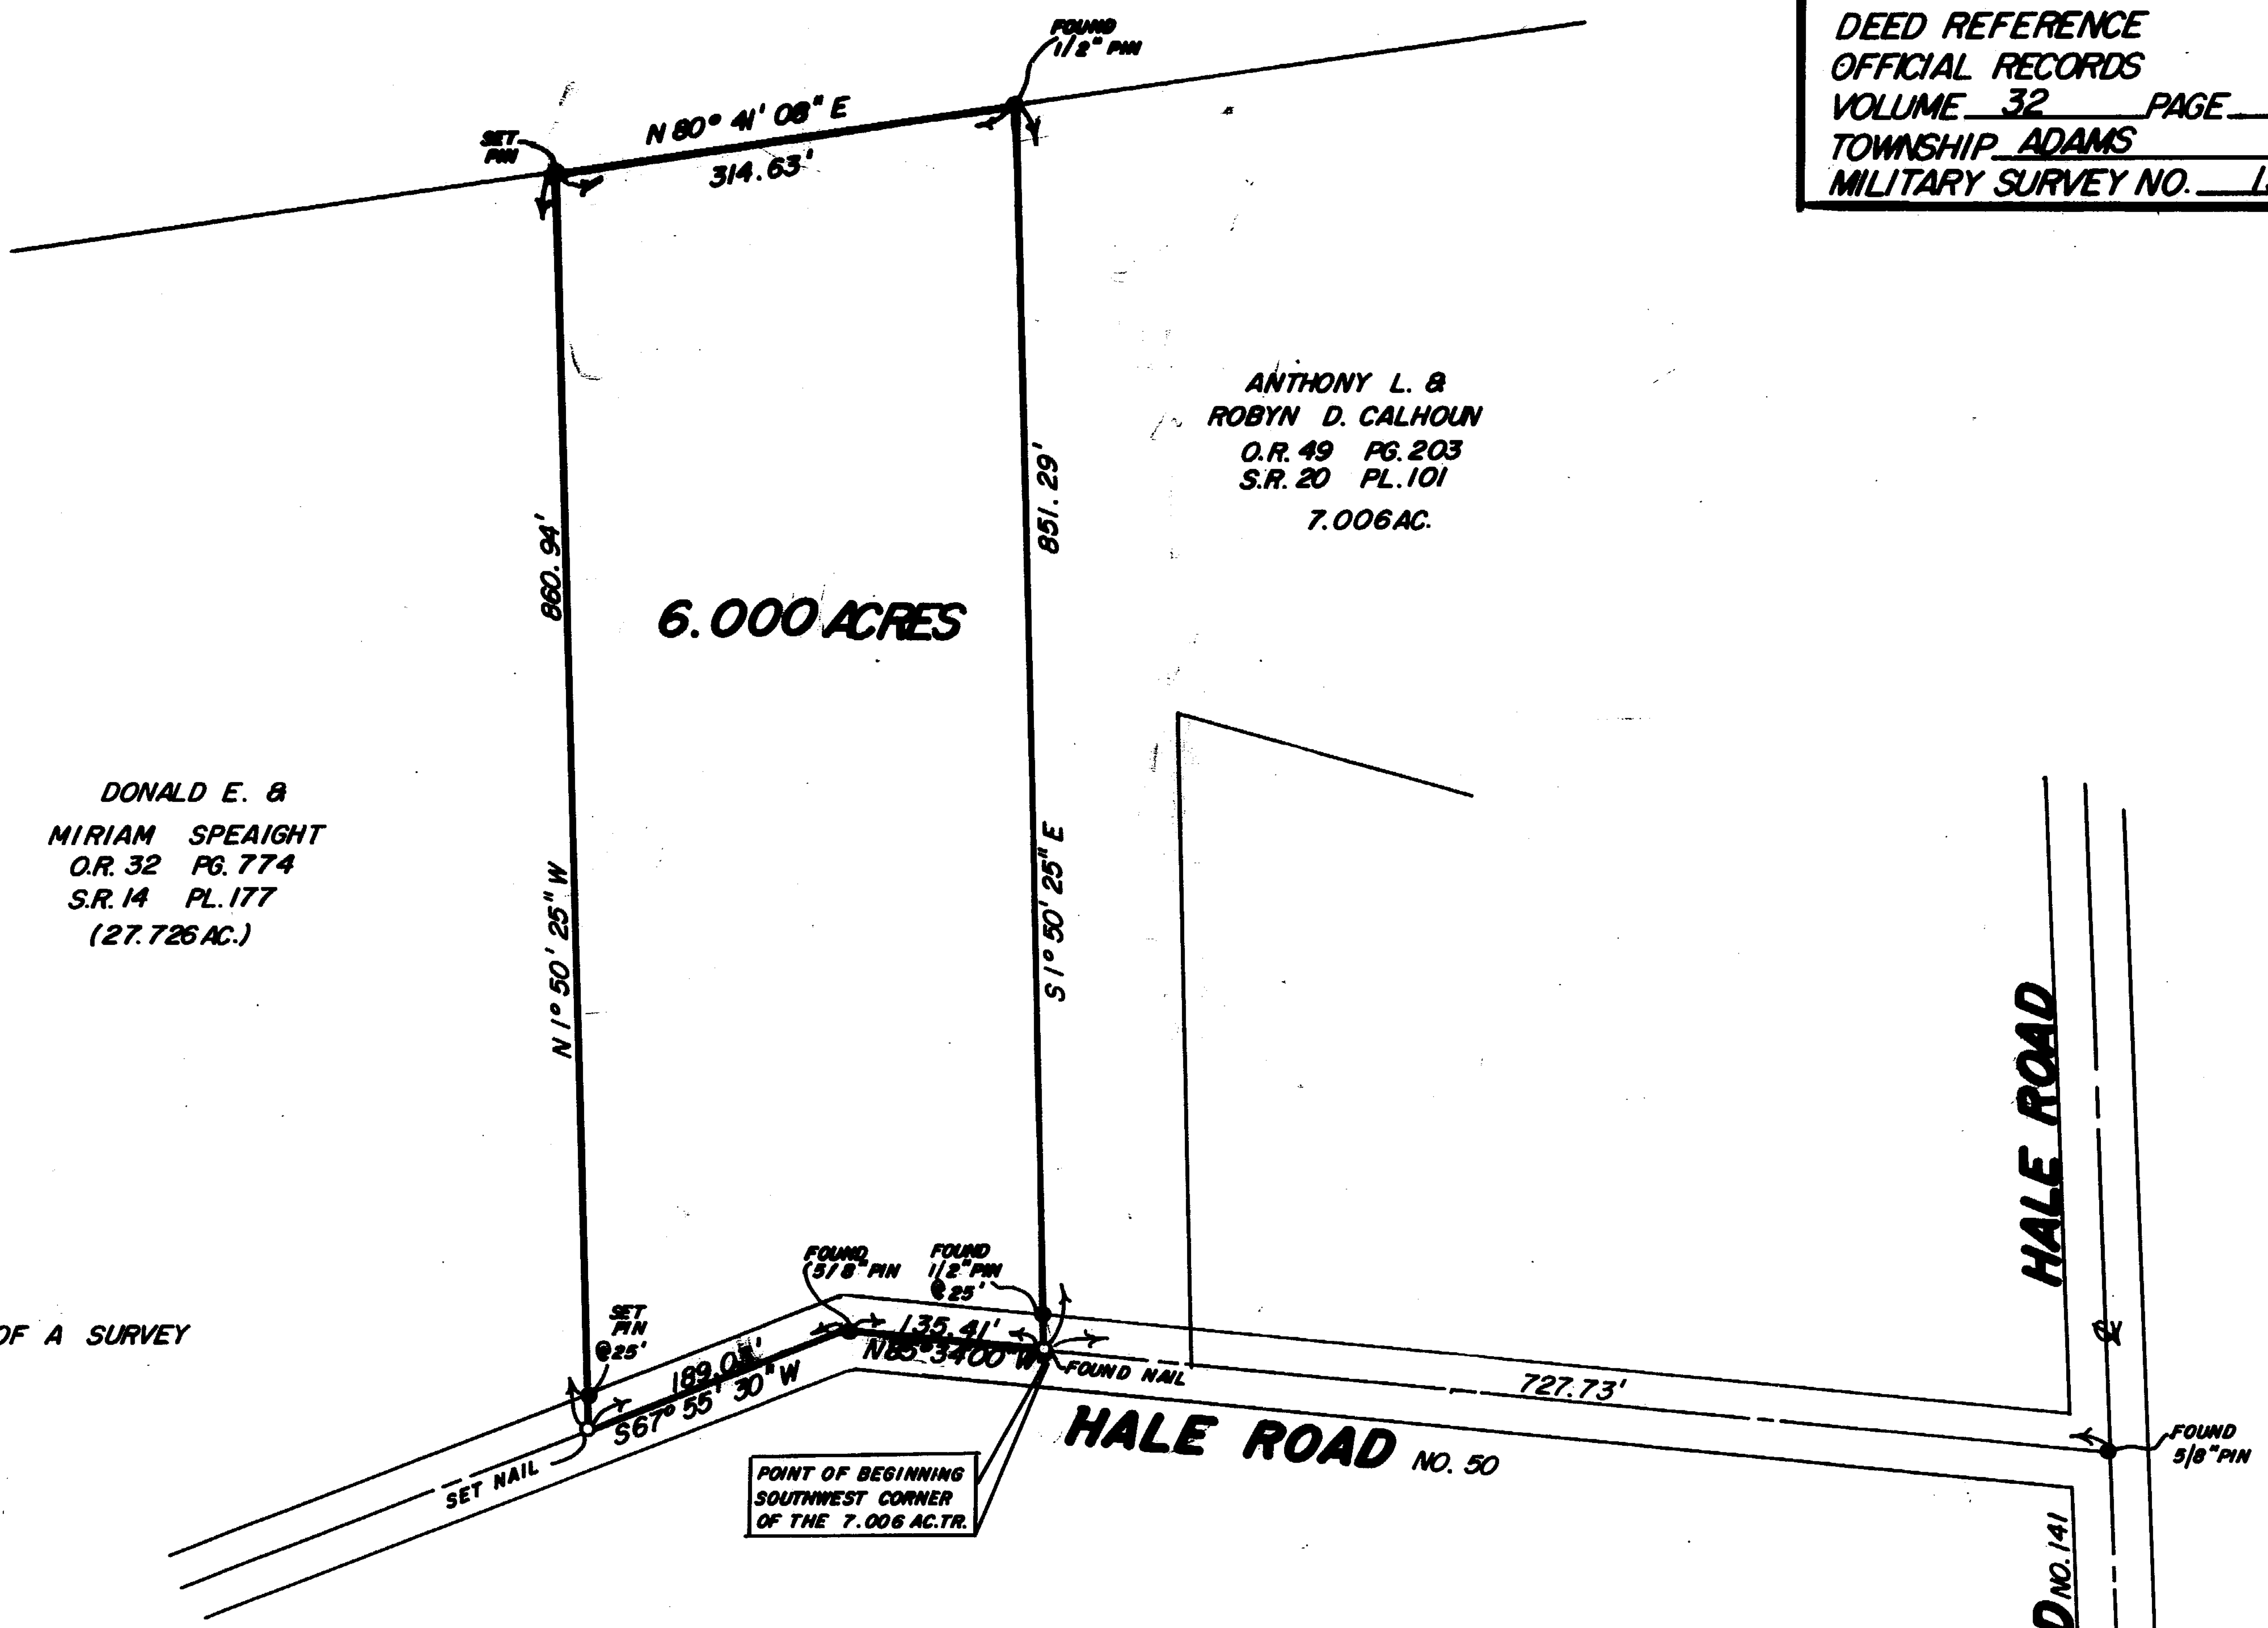 DEED REFERENCE
OFFICIAL RECORDS
VOLUME 32 PAGE
TOWNSHIP ADAMS
MILITARY SURVEY NO.
FOUND
1/2" PIN
SET
PIN
N 80° 41' 08" E
314.63'
ANTHONY L. &
ROBYN D. CALHOUN
O.R. 49 PG. 203
S.R. 20 PL. 101
7.006 AC.
851.29'
S 1° 50' 25" E
860.94'
N 1° 50' 25" W
6.000 ACRES
DONALD E. &
MIRIAM SPEAIGHT
O.R. 32 PG. 774
S.R. 14 PL. 177
(27.726 AC.)
OF A SURVEY
HALE ROAD
FOUND
5/8" PIN
FOUND
1/2" PIN
@ 25'
SET
PIN
@ 25'
135.41'
N 85° 34' 00" W
S 67° 55' 30" W
FOUND NAIL
SET NAIL
727.73'
HALE ROAD NO. 50
POINT OF BEGINNING
SOUTHWEST CORNER
OF THE 7.006 AC. TR.
FOUND
5/8" PIN
D NO. 141